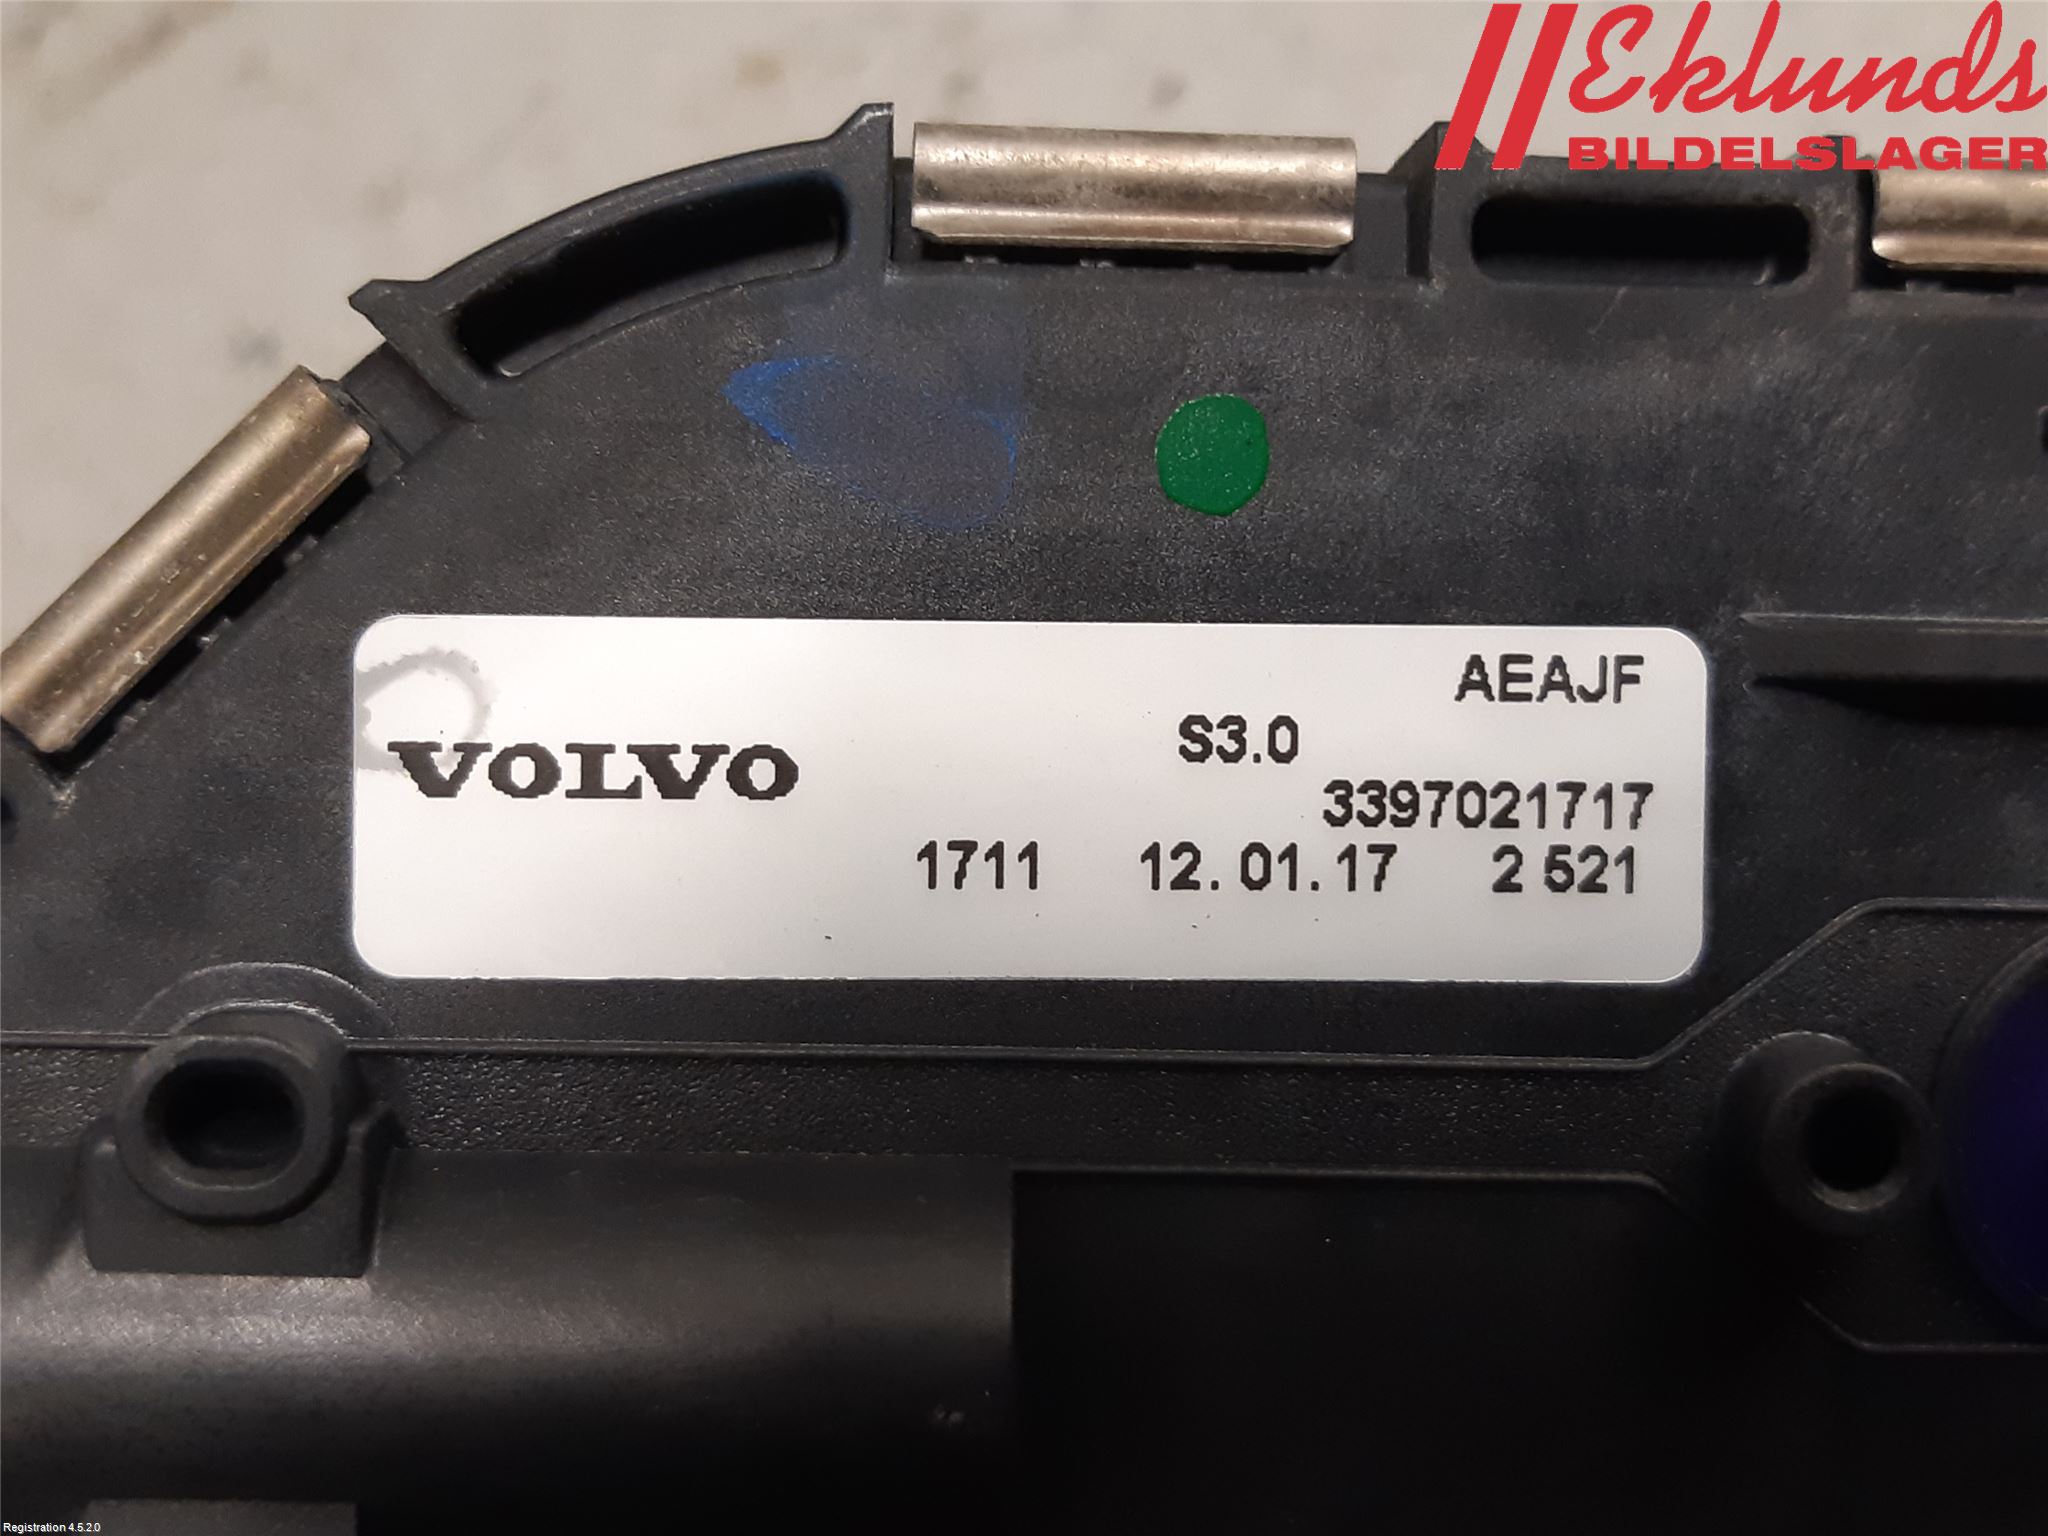 Eklunds
BILDELSLAGER
AEAJF
S3.0
VOLVO
3397021717
1711 12.01.17 2 521
Registration 4.5.2.0